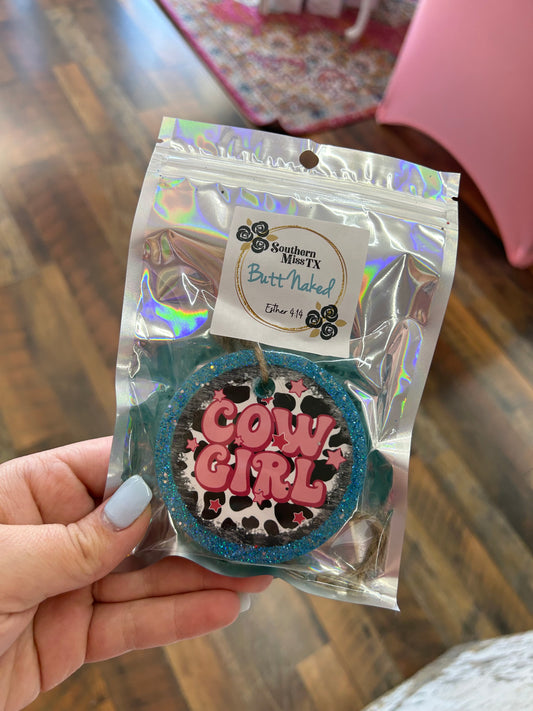 Southern
Miss TX
Butt Naked
Esther 4:14
COW
GIRL